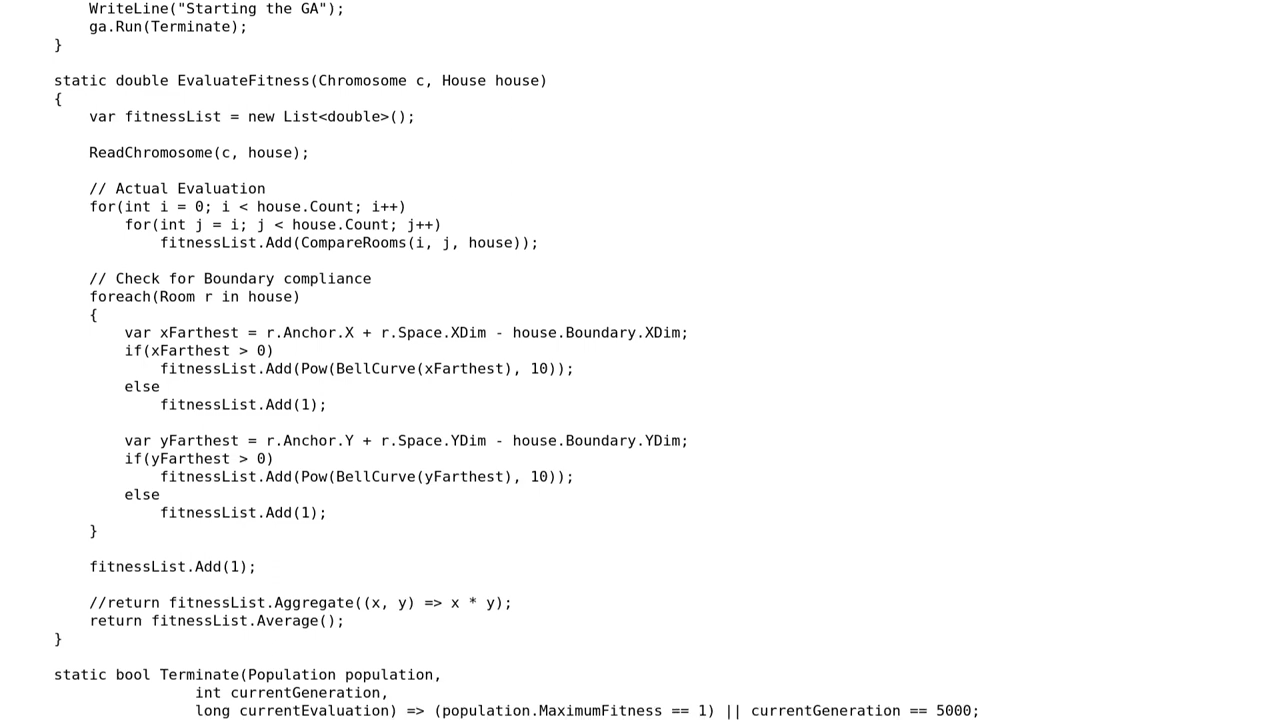 WriteLine("Starting the GA");
ga.Run(Terminate);
}
static double EvaluateFitness(Chromosome c, House house)
{
var fitnessList = new List<double>();
ReadChromosome(c, house);
// Actual Evaluation
for(int i = 0; i < house.Count; i++)
for(int j = i; j < house.Count; j++)
fitnessList.Add(CompareRooms(i, j, house));
// Check for Boundary compliance
foreach(Room r in house)
{
var xFarthest = r.Anchor.X + r.Space.XDim - house.Boundary.XDim;
if(xFarthest > 0)
fitnessList.Add(Pow(BellCurve(xFarthest), 10));
else
fitnessList.Add(1);
var yFarthest = r.Anchor.Y + r.Space.YDim - house.Boundary.YDim;
if(yFarthest > 0)
fitnessList.Add(Pow(BellCurve(yFarthest), 10));
else
fitnessList.Add(1);
}
fitnessList.Add(1);
//return fitnessList.Aggregate((x, y) => x * y);
return fitnessList.Average();
}
static bool Terminate(Population population,
int currentGeneration,
long currentEvaluation) => (population.MaximumFitness == 1) || currentGeneration == 5000;